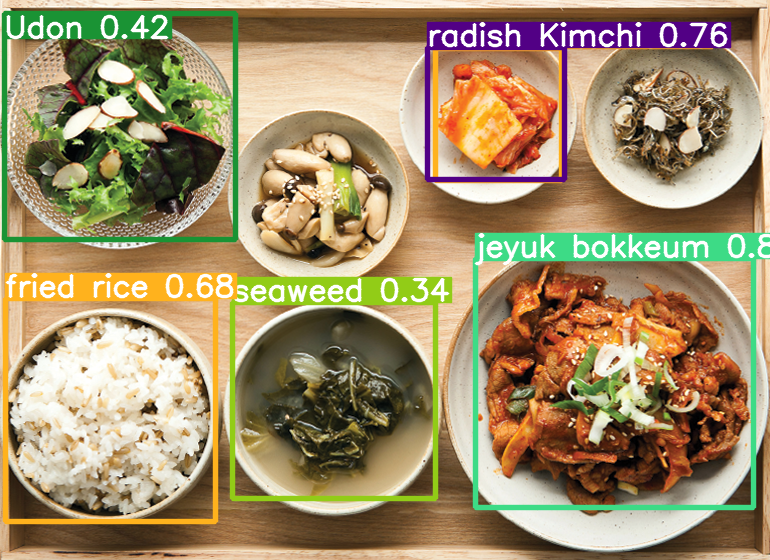 Udon 0.42
radish Kimchi 0.76
jeyuk bokkeum 0.8
fried rice 0.68
seaweed 0.34